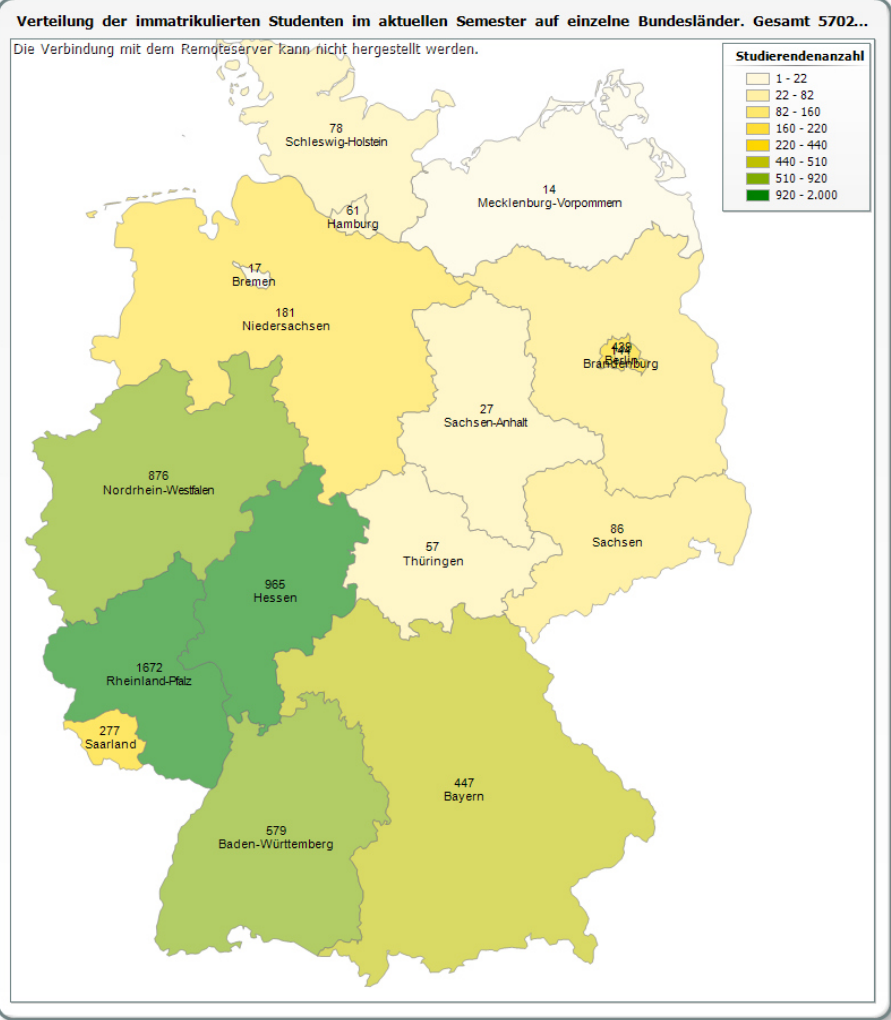 Verteilung der immatrikulierten Studenten im aktuellen Semester auf einzelne Bundesländer. Gesamt 5702...
Die Verbindung mit dem Remoteserver kann nicht hergestellt werden.
Studierendenanzahl
1 - 22
22 - 82
82 - 160
160 - 220
220 - 440
440 - 510
510 - 920
920 - 2.000
78
Schleswig-Holstein
14
Mecklenburg-Vorpommern
61
Hamburg
17
Bremen
181
Niedersachsen
Berlin
Brandenburg
27
Sachsen-Anhalt
876
Nordrhein-Westfalen
86
Sachsen
57
Thüringen
965
Hessen
1672
Rheinland-Pfalz
277
Saarland
447
Bayern
579
Baden-Württemberg